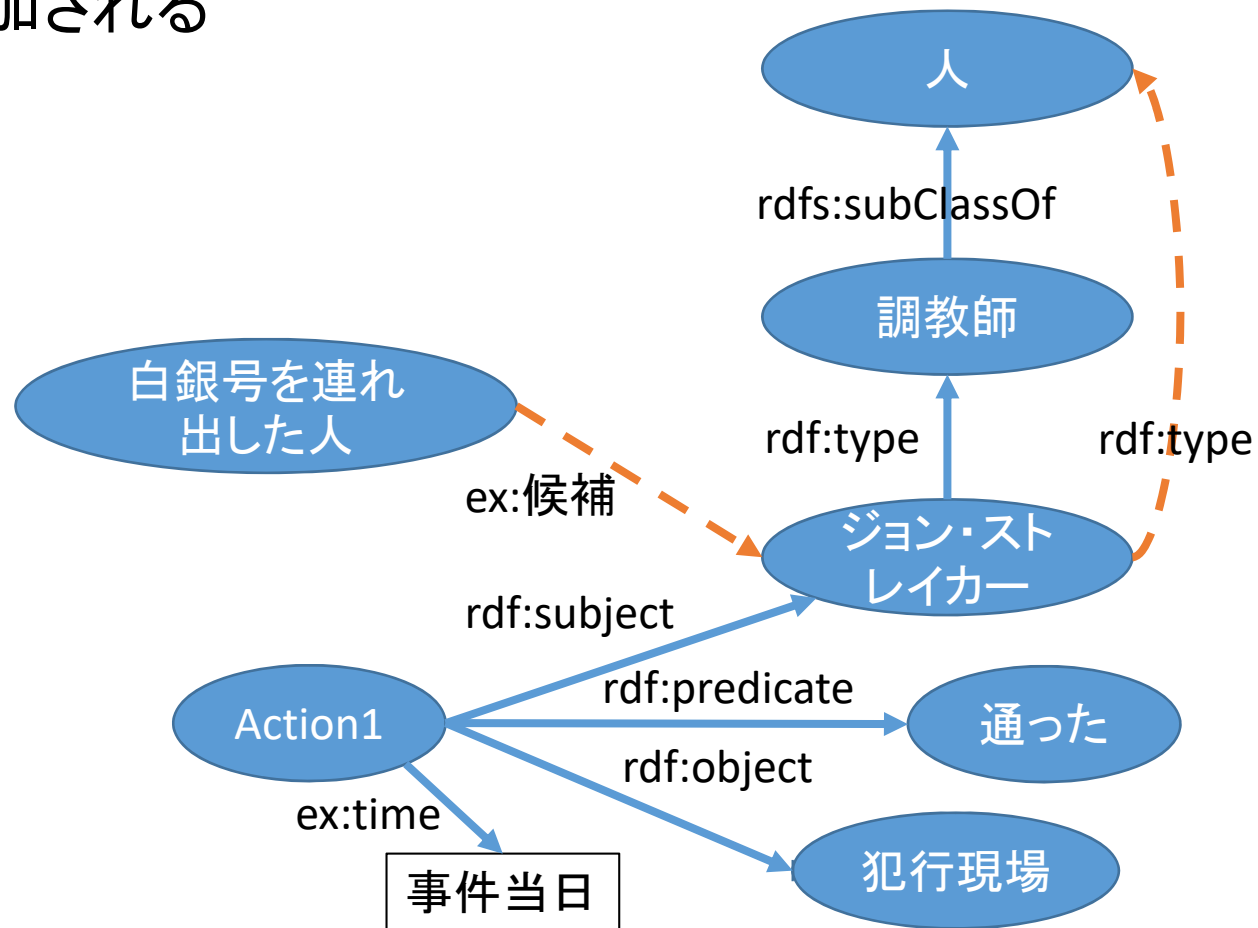 加される
人
rdfs:subClassOf
調教師
白銀号を連れ
出した人
rdf:type
rdf:type
ex:候補
ジョン・スト
レイカー
rdf:subject
rdf:predicate
Action1
通った
rdf:object
ex:time
犯行現場
事件当日